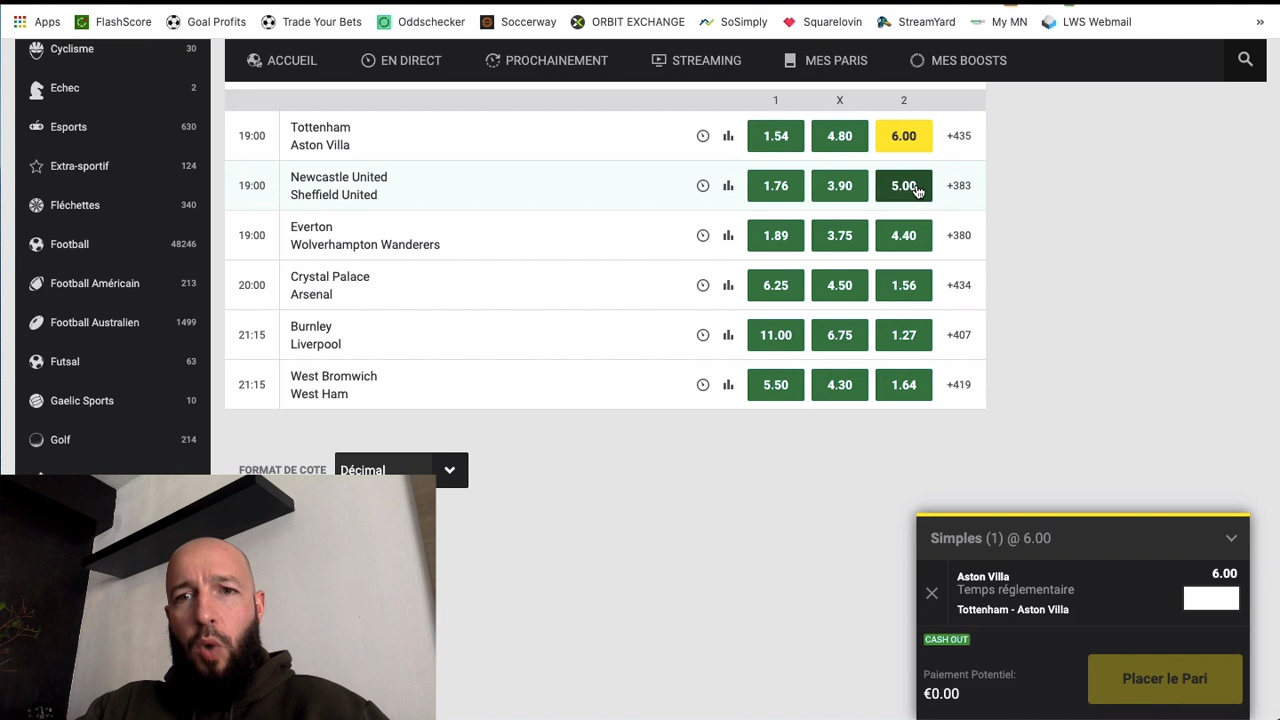 Apps FlashScore Goal Profits Trade Your Bets Oddschecker Soccerway ORBIT EXCHANGE SoSimply Squarelovin StreamYard My MN LWS Webmail »
ACCUEIL EN DIRECT PROCHAINEMENT STREAMING MES PARIS MES BOOSTS
Cyclisme 30
Echec 2
Esports 630
Extra-sportif 124
Fléchettes 340
Football 48246
Football Américain 213
Football Australien 1499
Futsal 63
Gaelic Sports 10
Golf 214
1 X 2
19:00 Tottenham 1.54 4.80 6.00 +435
Aston Villa
19:00 Newcastle United 1.76 3.90 5.00 +383
Sheffield United
19:00 Everton 1.89 3.75 4.40 +380
Wolverhampton Wanderers
20:00 Crystal Palace 6.25 4.50 1.56 +434
Arsenal
21:15 Burnley 11.00 6.75 1.27 +407
Liverpool
21:15 West Bromwich 5.50 4.30 1.64 +419
West Ham
FORMAT DE COTE Décimal
Simples (1) @ 6.00
Aston Villa 6.00
Temps réglementaire
Tottenham - Aston Villa
CASH OUT
Paiement Potentiel:
€0.00
Placer le Pari